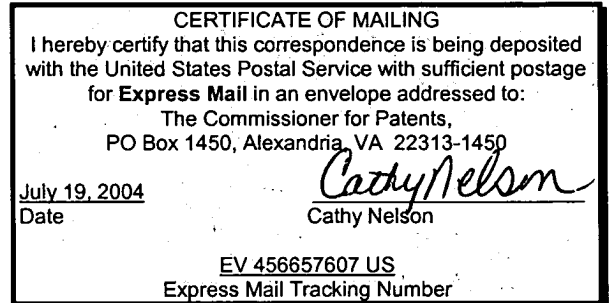 CERTIFICATE OF MAILING
I hereby certify that this correspondence is being deposited
with the United States Postal Service with sufficient postage
for Express Mail in an envelope addressed to:
The Commissioner for Patents,
PO Box 1450, Alexandria, VA 22313-1450
Cathy Nelson
July 19, 2004
Date Cathy Nelson
EV 456657607 US
Express Mail Tracking Number